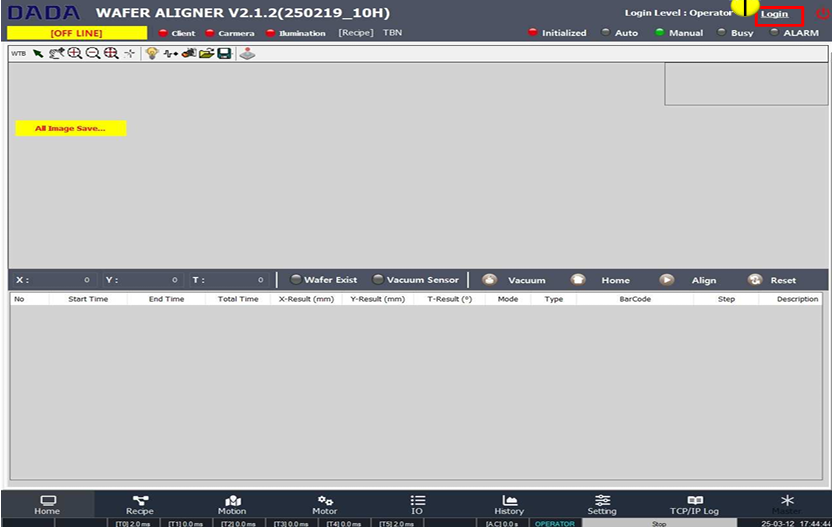 DADA WAFER ALIGNER V2.1.2(250219_10H) Login Level : Operator 1 Login
[OFF LINE] Client Carmera Ilumination [Recipe] TBN Initialized Auto Manual Busy ALARM
WTB
All Image Save...
X : 0 Y : 0 T : 0 Wafer Exist Vacuum Sensor Vacuum Home Align Reset
No Start Time End Time Total Time X-Result (mm) Y-Result (mm) T-Result (º) Mode Type BarCode Step Description
Home Recipe Motion Motor IO History Setting TCP/IP Log Master
[T0] 2.0 ms [T1] 0.0 ms [T2] 0.0 ms [T3] 0.0 ms [T4] 0.0 ms [T5] 2.0 ms [A.C] 0.0 s OPERATOR Stop 25-03-12 17:44:44